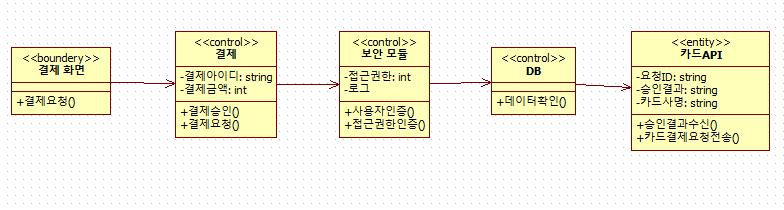 <<boundery>>
결제 화면
+결제요청()
<<control>>
결제
-결제아이디: string
-결제금액: int
+결제승인()
+결제요청()
<<control>>
보안 모듈
-접근권한: int
-로그
+사용자인증()
+접근권한인증()
<<control>>
DB
+데이터확인()
<<entity>>
카드API
-요청ID: string
-승인결과: string
-카드사명: string
+승인결과수신()
+카드결제요청전송()